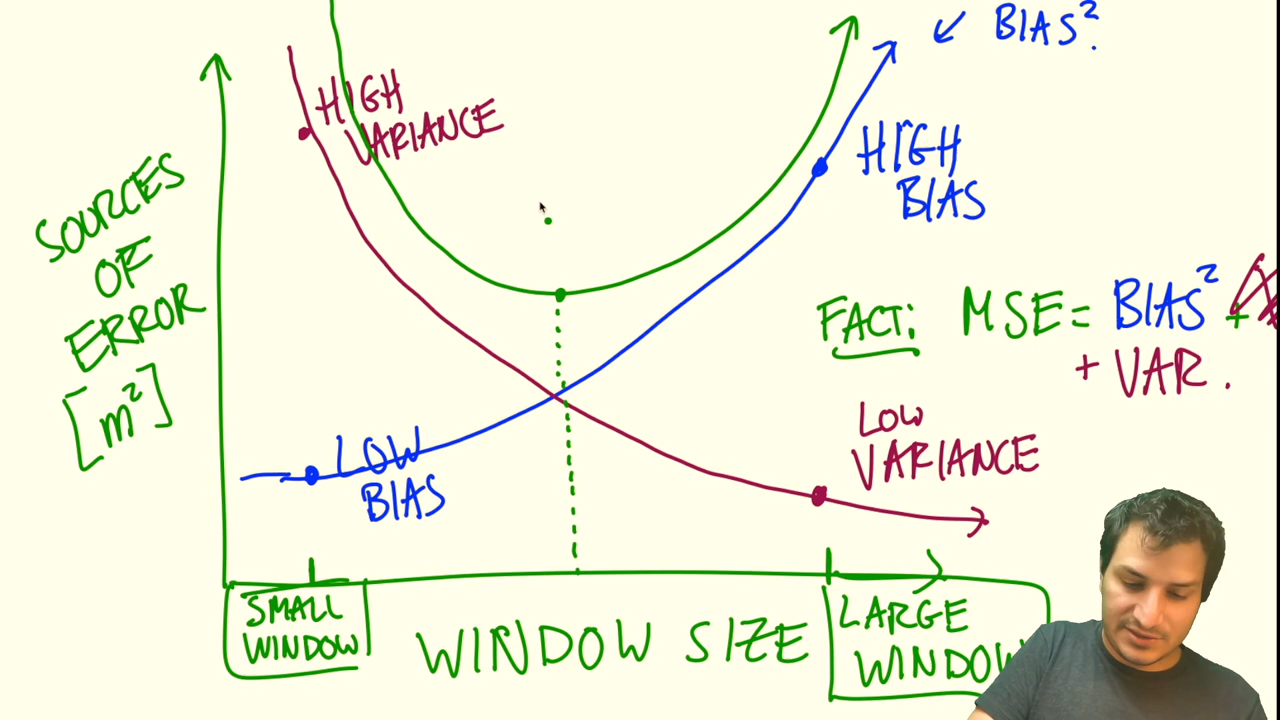 BIAS²
HIGH
VARIANCE
HIGH
BIAS
SOURCES
OF
ERROR
[m²]
FACT: MSE = BIAS² +
+ VAR.
LOW
VARIANCE
LOW
BIAS
SMALL
WINDOW
WINDOW SIZE
LARGE
WINDOW